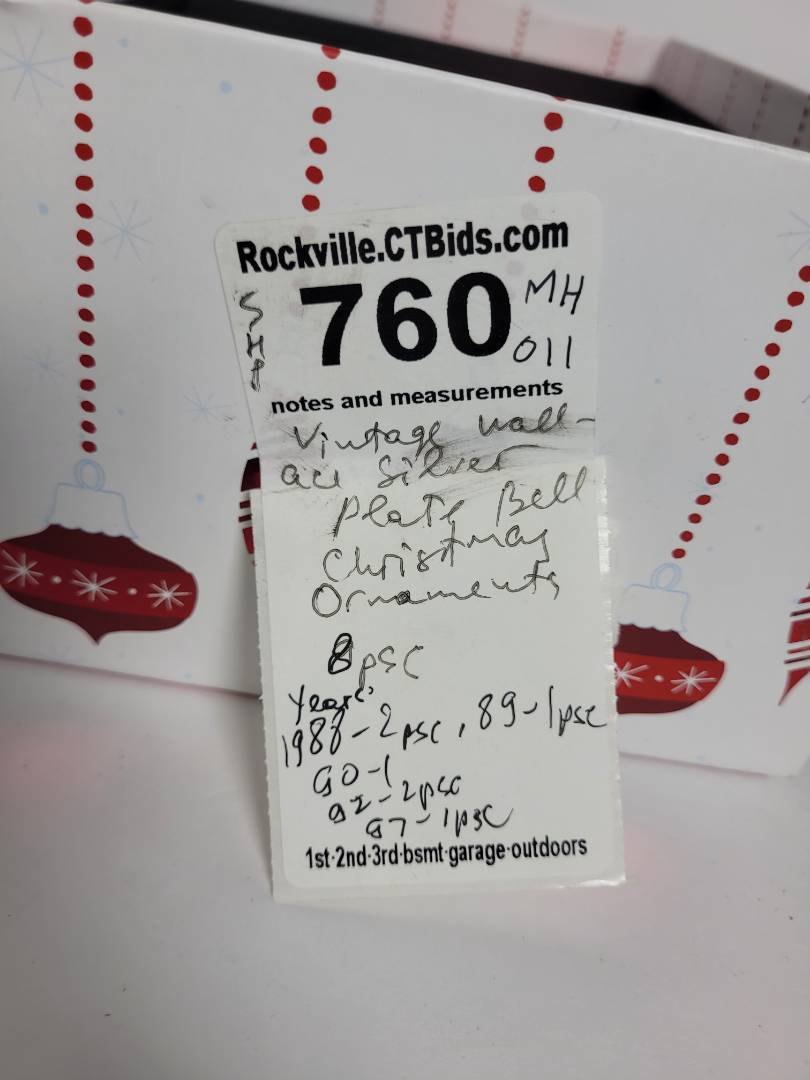 Rockville.CTBids.com
SHP 760 MH
011
notes and measurements
Vintage Wall-
ace Silver
Plate Bell
Christmas
Ornaments
8psc
Years:
1988-2psc, 89-1psc
90-1
92-2psc
97-1psc
1st·2nd·3rd·bsmt·garage·outdoors